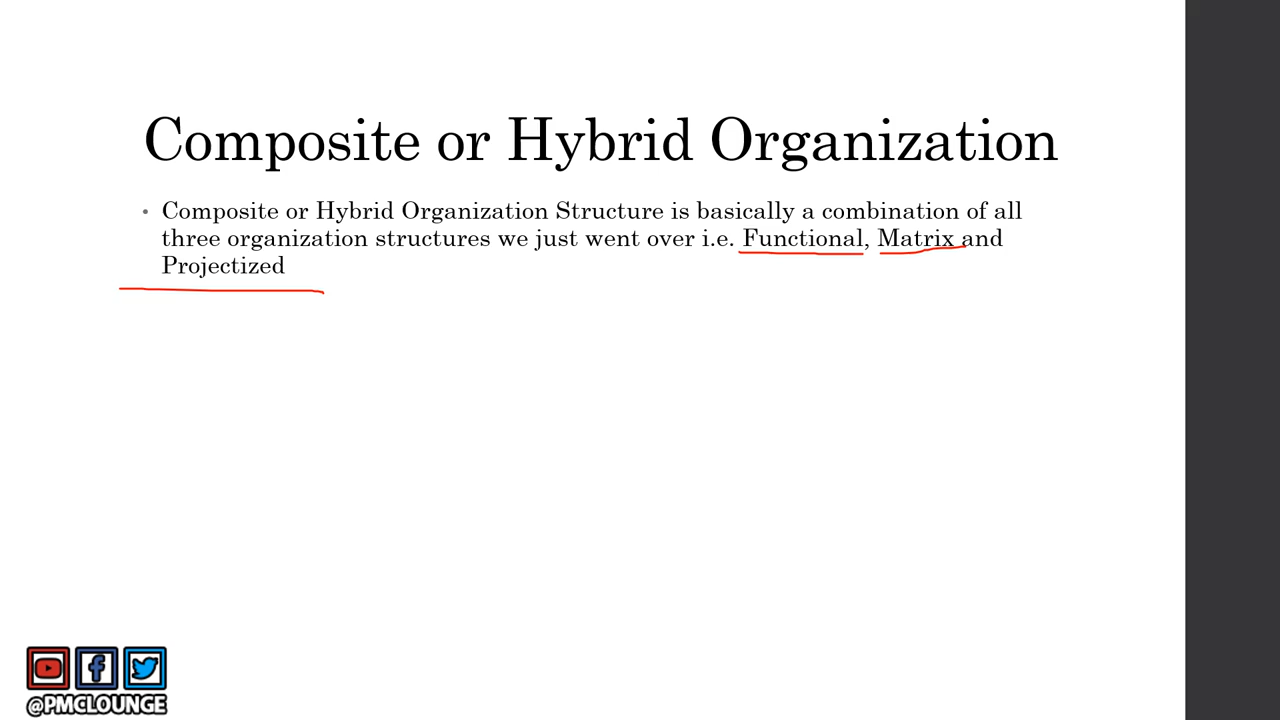 Composite or Hybrid Organization
• Composite or Hybrid Organization Structure is basically a combination of all
three organization structures we just went over i.e. Functional, Matrix and
Projectized
@PMCLOUNGE